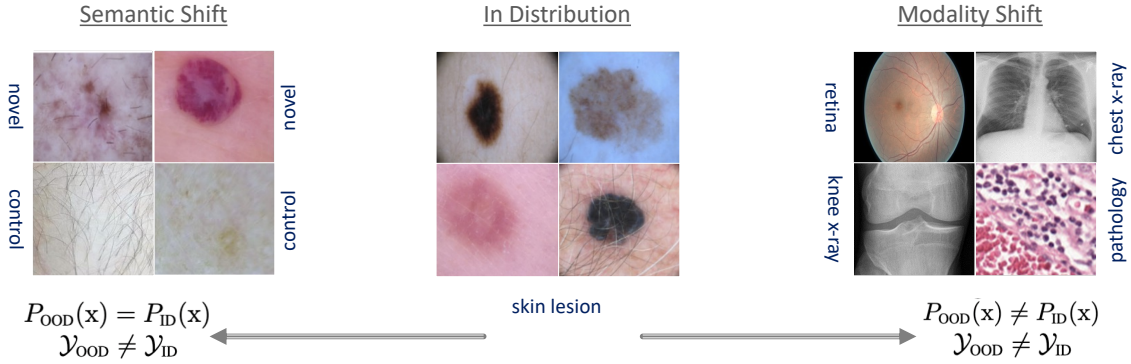 Semantic Shift
In Distribution
Modality Shift
novel
novel
control
control
skin lesion
retina
chest x-ray
knee x-ray
pathology
P_OOD(x) = P_ID(x)
𝒴_OOD ≠ 𝒴_ID
P_OOD(x) ≠ P_ID(x)
𝒴_OOD ≠ 𝒴_ID